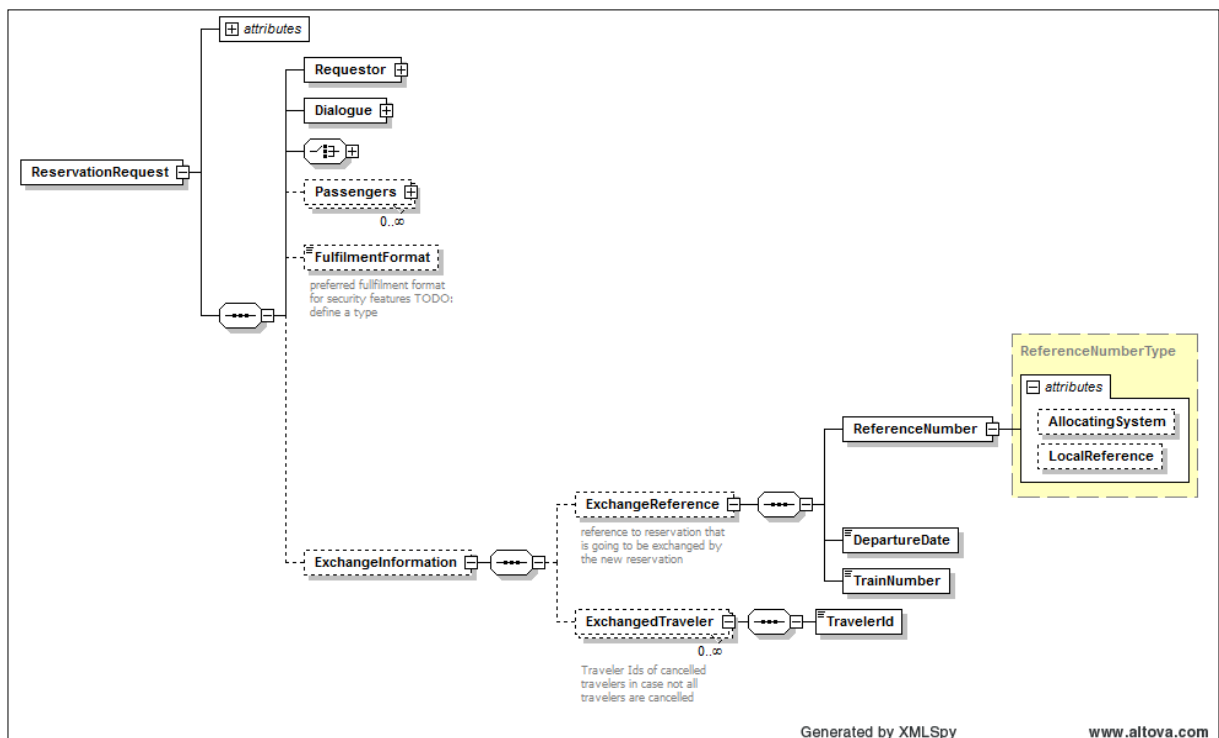 attributes
Requestor
Dialogue
ReservationRequest
Passengers
0..∞
FulfilmentFormat
preferred fullfilment format
for security features TODO:
define a type
ReferenceNumberType
attributes
AllocatingSystem
ReferenceNumber
LocalReference
ExchangeReference
reference to reservation that
is going to be exchanged by
the new reservation
DepartureDate
ExchangeInformation
TrainNumber
ExchangedTraveler
TravelerId
0..∞
Traveler Ids of cancelled
travelers in case not all
travelers are cancelled
Generated by XMLSpy
www.altova.com